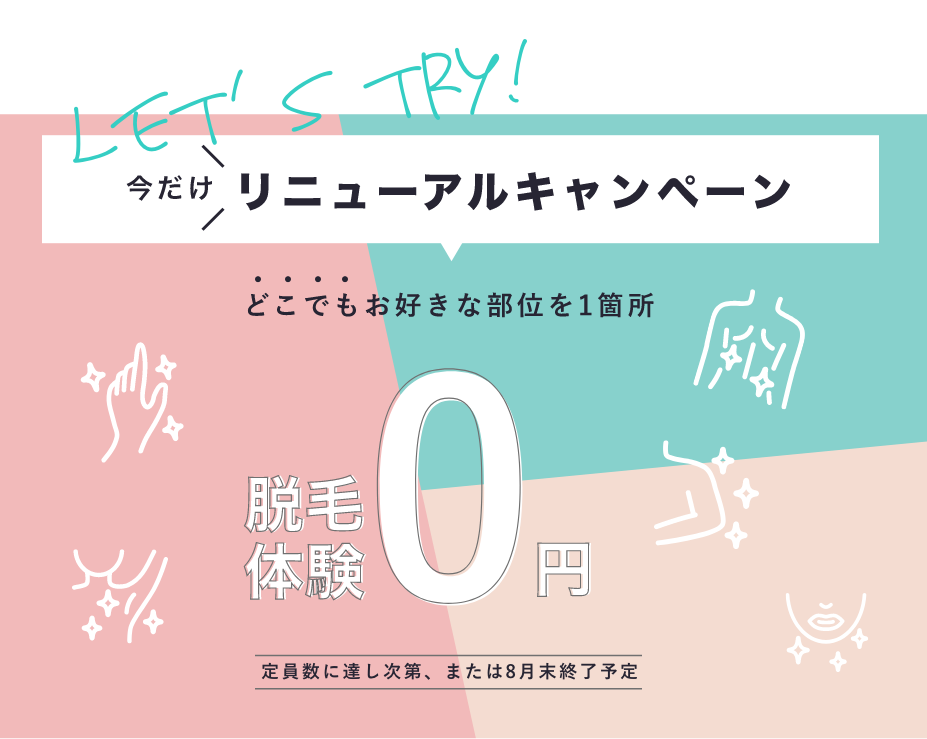 LET'S TRY!
今だけ リニューアルキャンペーン
どこでもお好きな部位を1箇所
脱毛
体験
0円
定員数に達し次第、または8月末終了予定